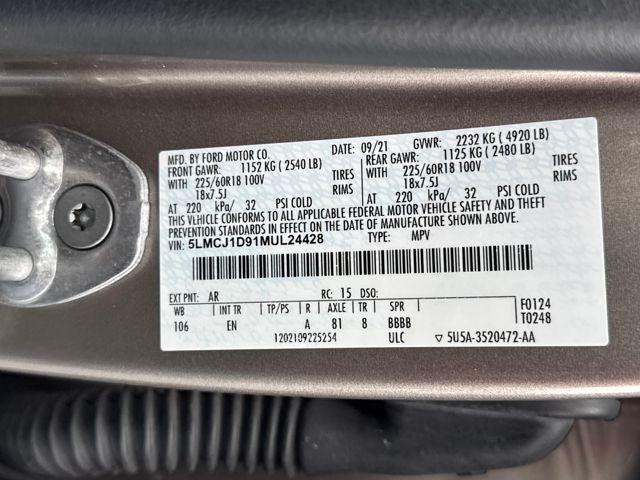 MFD. BY FORD MOTOR CO. DATE: 09/21 GVWR: 2232 KG ( 4920 LB)
FRONT GAWR: 1152 KG ( 2540 LB) REAR GAWR: 1125 KG ( 2480 LB)
WITH 225/60R18 100V TIRES WITH 225/60R18 100V TIRES
18x7.5J RIMS 18x7.5J RIMS
AT 220 kPa/ 32 PSI COLD AT 220 kPa/ 32 PSI COLD
THIS VEHICLE CONFORMS TO ALL APPLICABLE FEDERAL MOTOR VEHICLE SAFETY AND THEFT
PREVENTION STANDARDS IN EFFECT ON THE DATE OF MANUFACTURE SHOWN ABOVE.
VIN: 5LMCJ1D91MUL24428 TYPE: MPV
EXT PNT: AR RC: 15 DSO: F0124
WB INT TR TP/PS R AXLE TR SPR T0248
106 EN A 81 8 BBBB
1202109225254 ULC ▽ 5U5A-3520472-AA